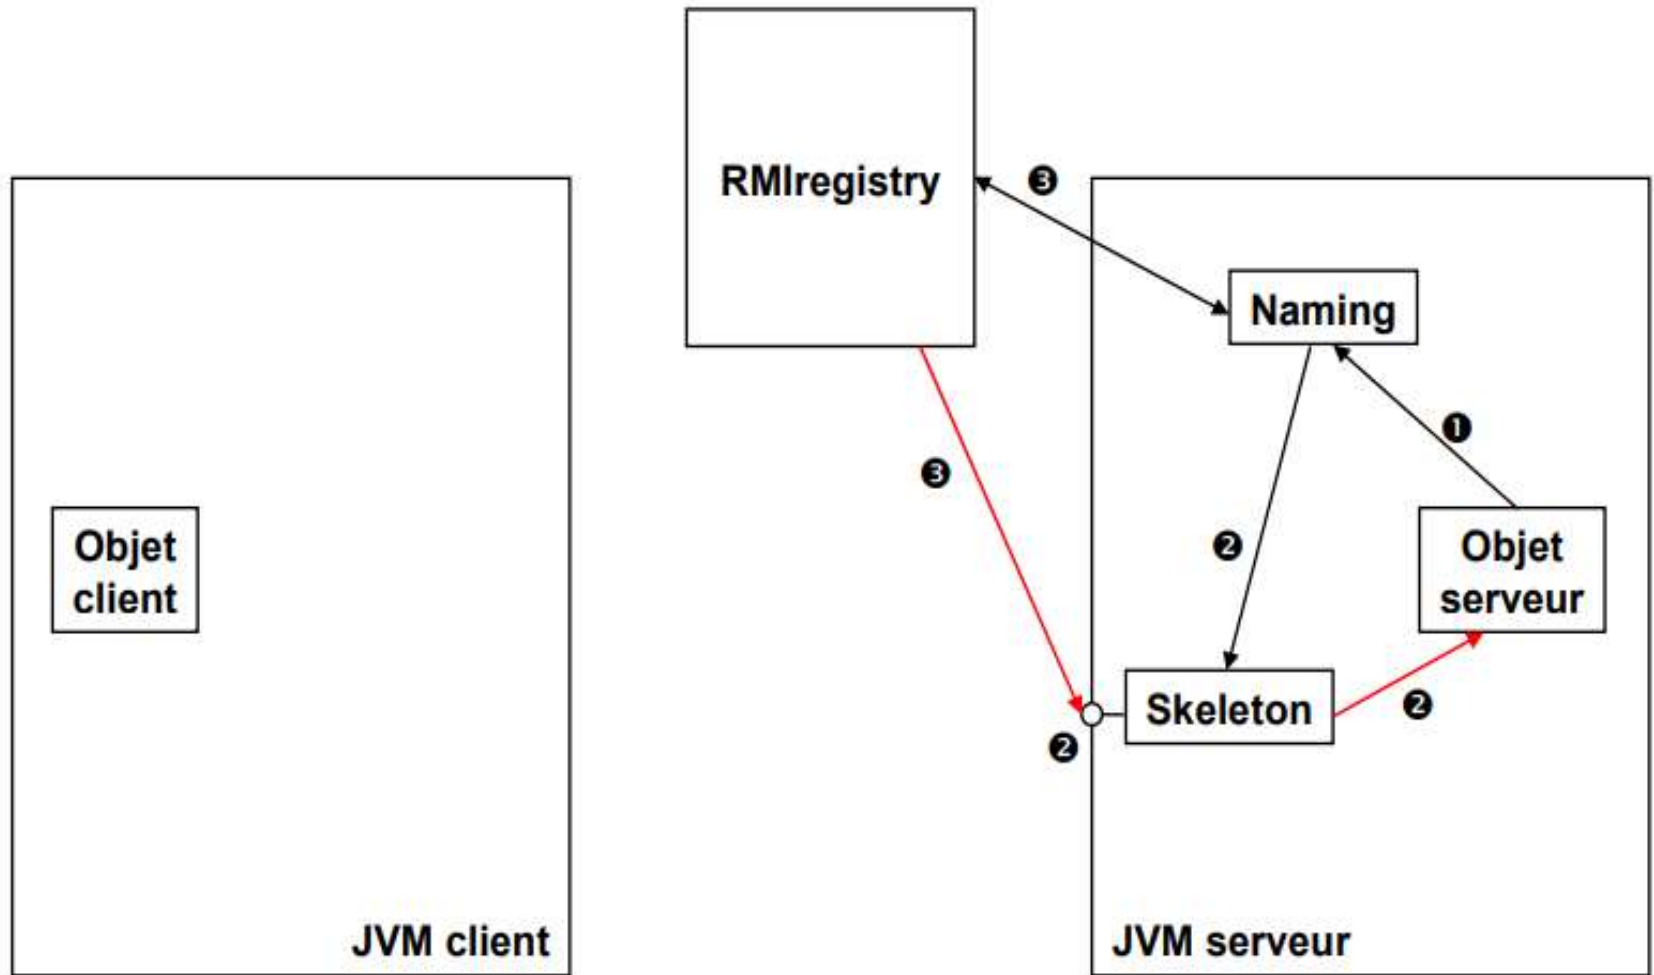 RMIregistry
❸
Naming
❶
❸
❷
Objet
client
Objet
serveur
Skeleton
❷
❷
JVM client
JVM serveur